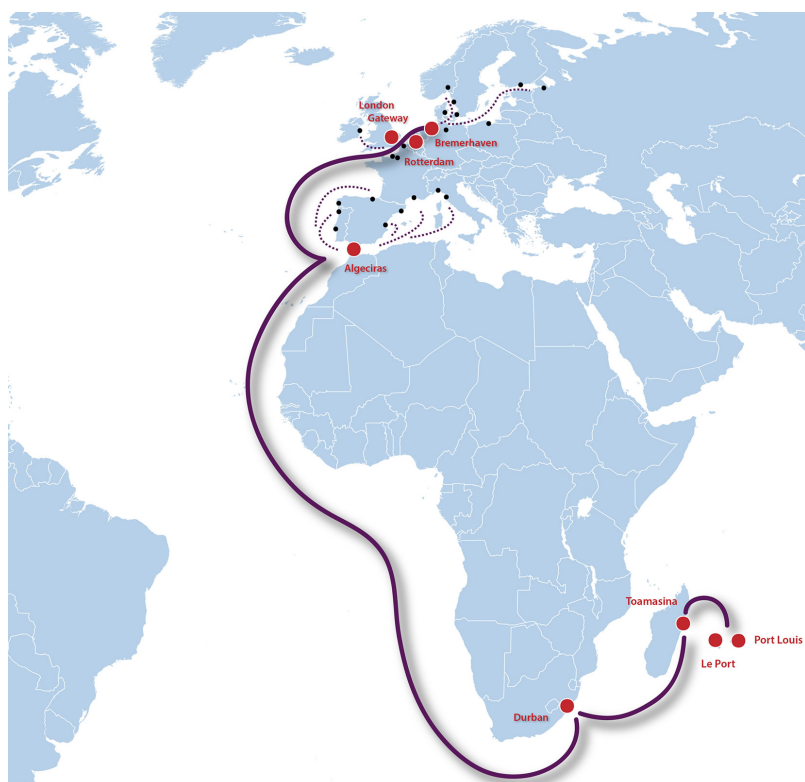 London
Gateway
Bremerhaven
Rotterdam
Algeciras
Toamasina
Port Louis
Le Port
Durban